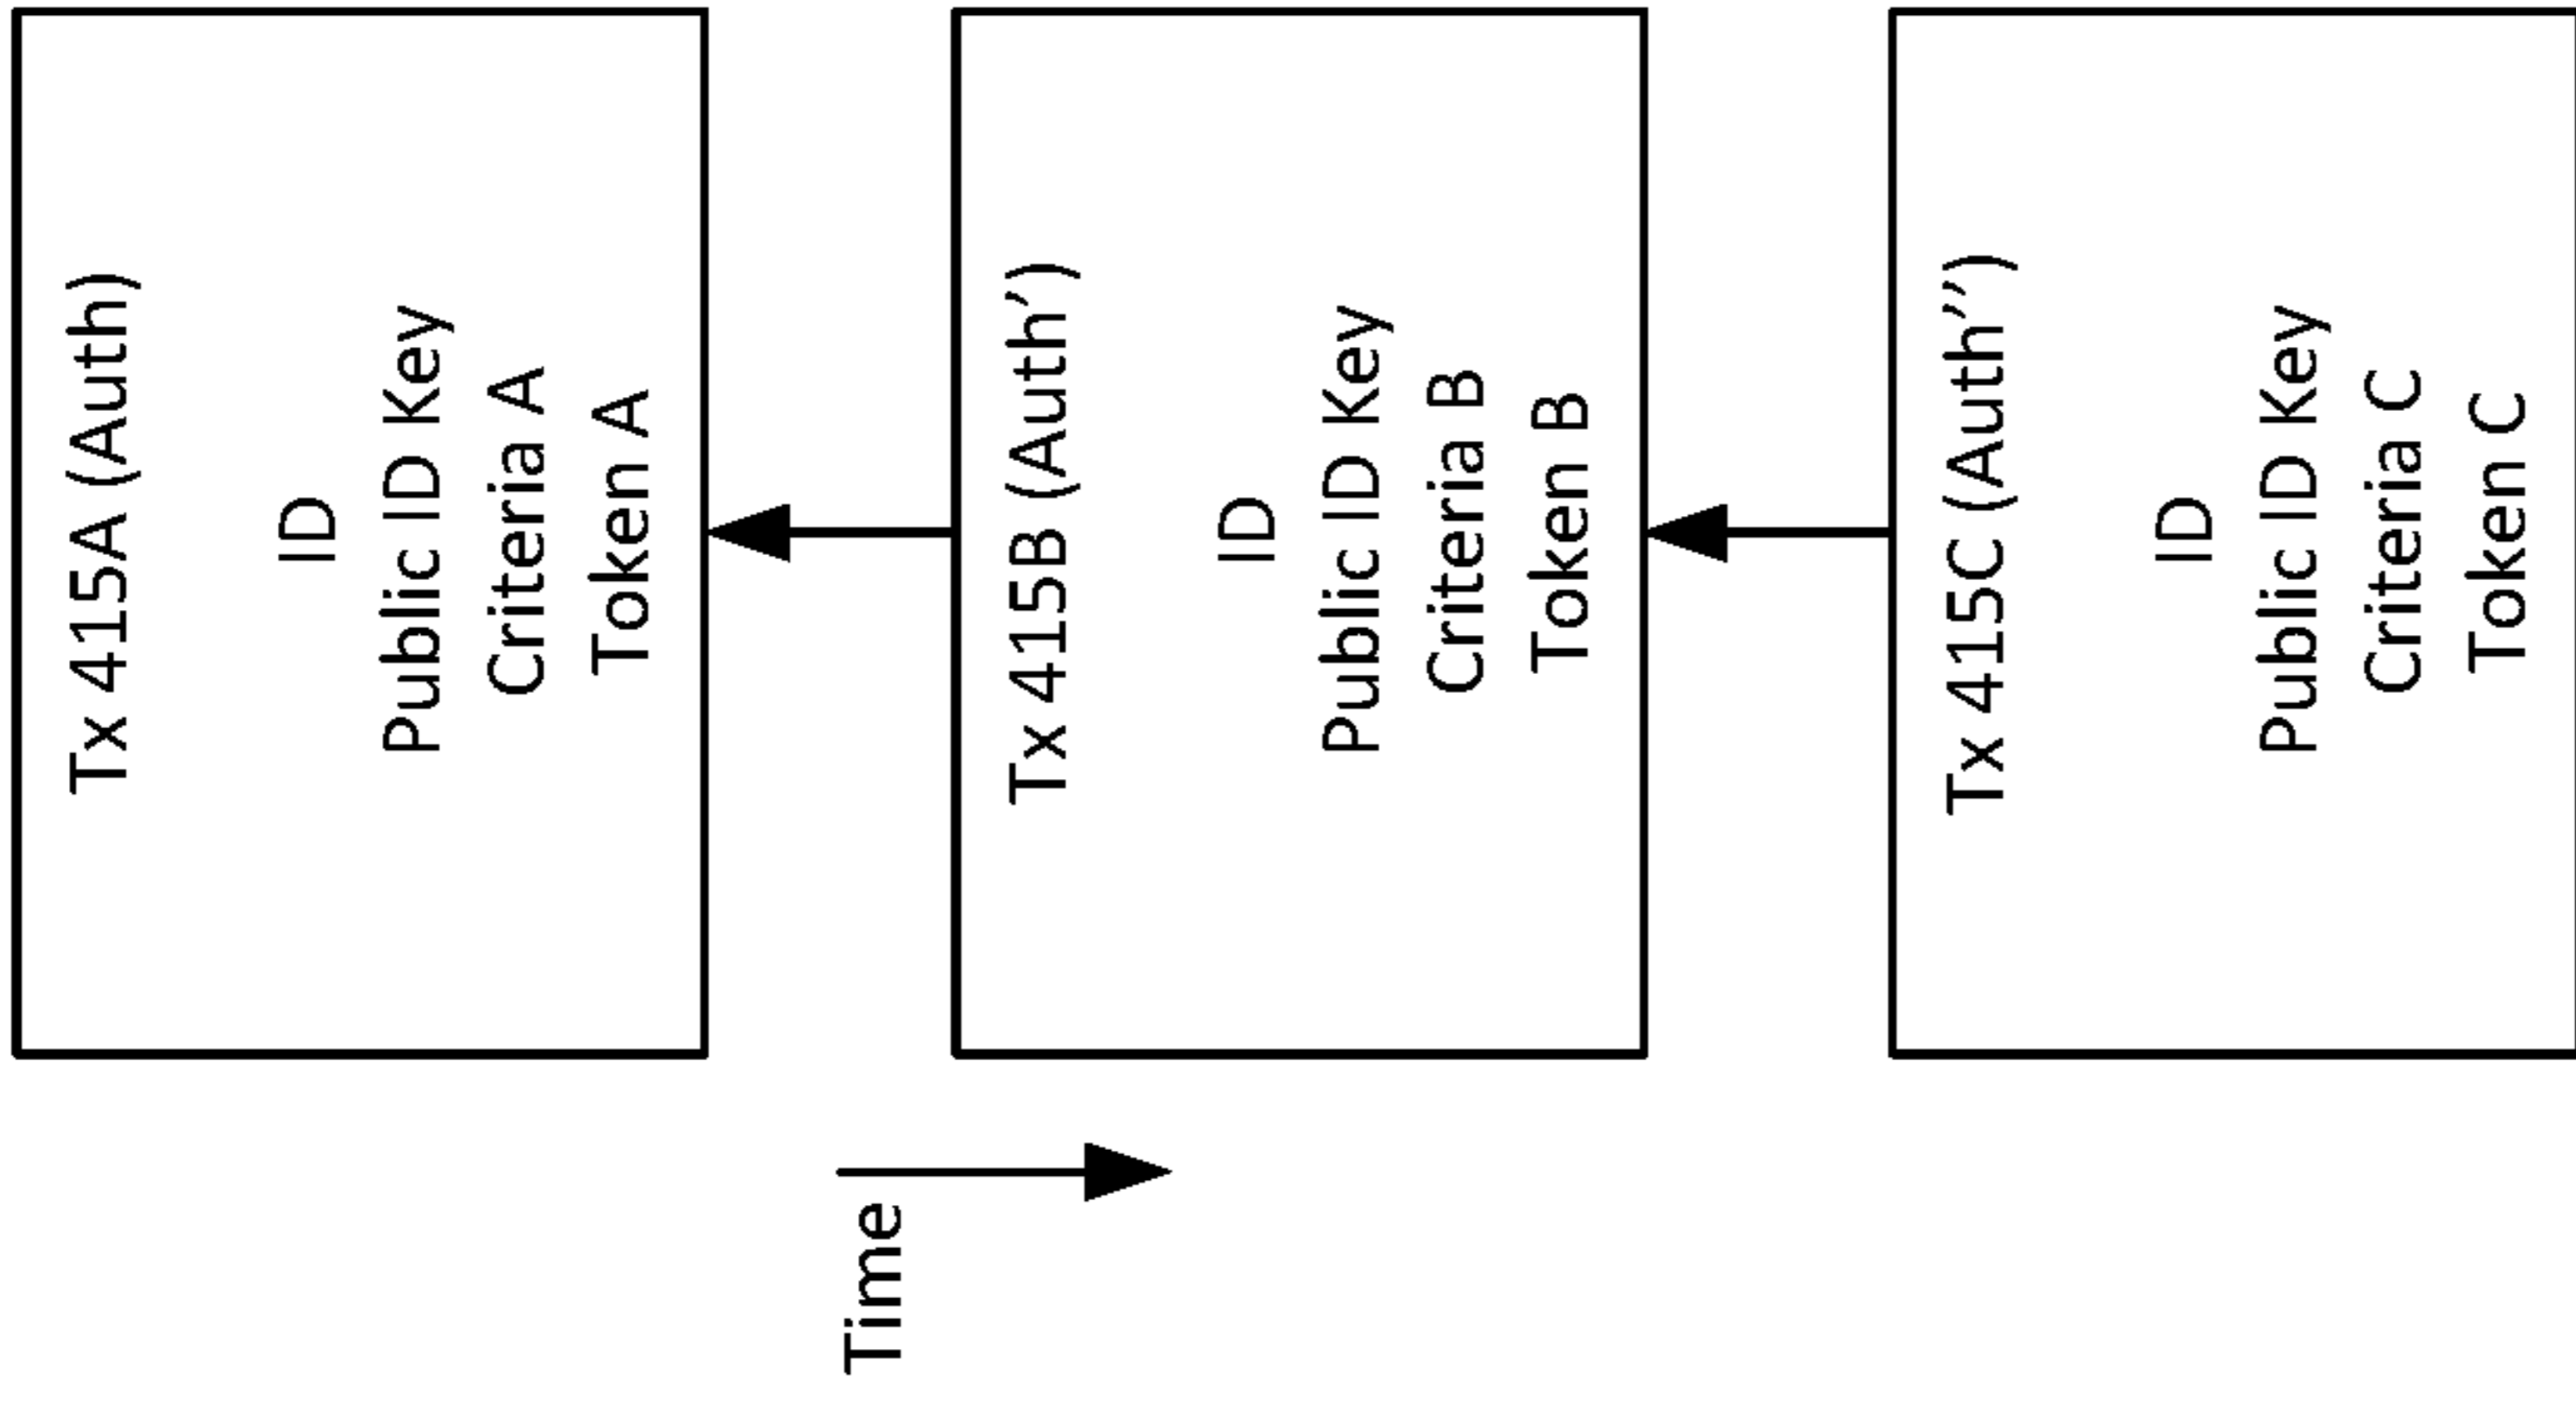 Tx 415A (Auth)
ID
Public ID Key
Criteria A
Token A
Time
Tx 415B (Auth’)
ID
Public ID Key
Criteria B
Token B
Tx 415C (Auth’’)
ID
Public ID Key
Criteria C
Token C